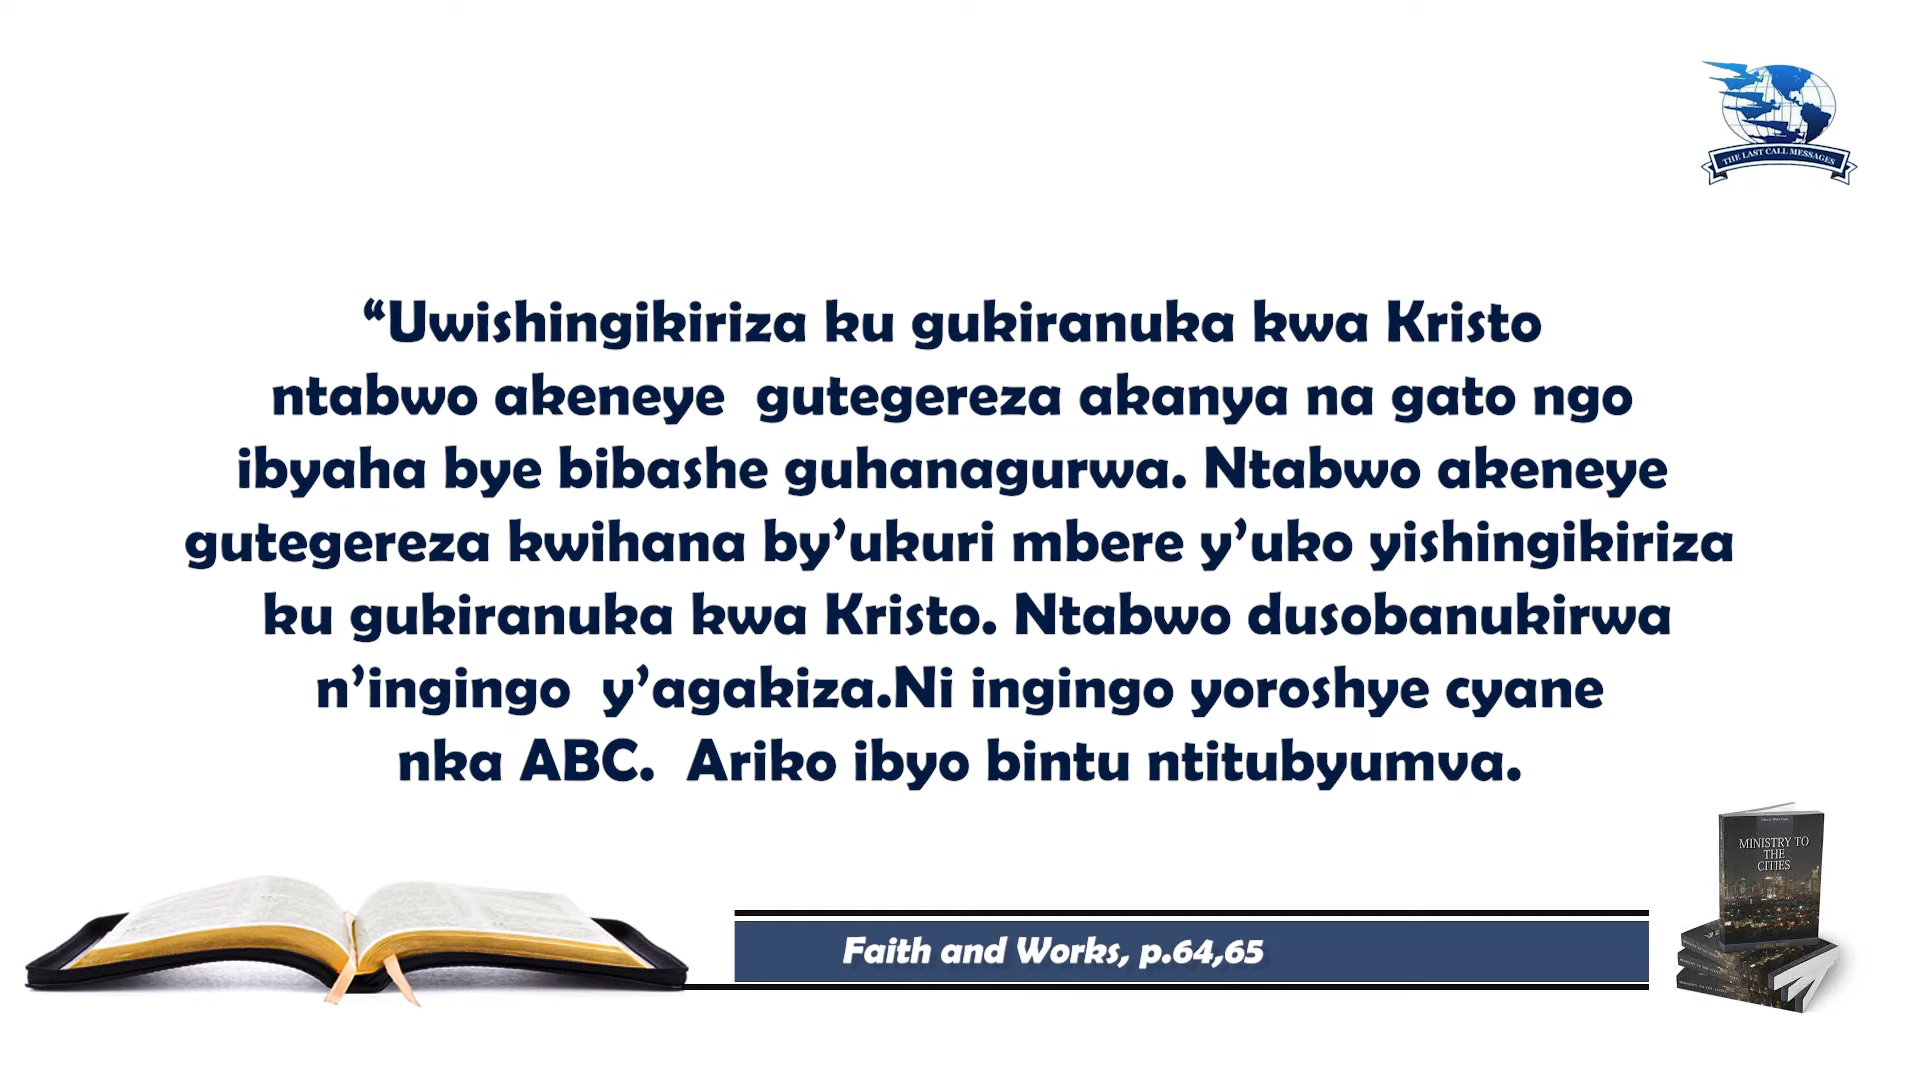 THE LAST CALL MESSAGES
“Uwishingikiriza ku gukiranuka kwa Kristo
ntabwo akeneye gutegereza akanya na gato ngo
ibyaha bye bibashe guhanagurwa. Ntabwo akeneye
gutegereza kwihana by’ukuri mbere y’uko yishingikiriza
ku gukiranuka kwa Kristo. Ntabwo dusobanukirwa
n’ingingo y’agakiza.Ni ingingo yoroshye cyane
nka ABC. Ariko ibyo bintu ntitubyumva.
MINISTRY TO
THE
CITIES
Faith and Works, p.64,65